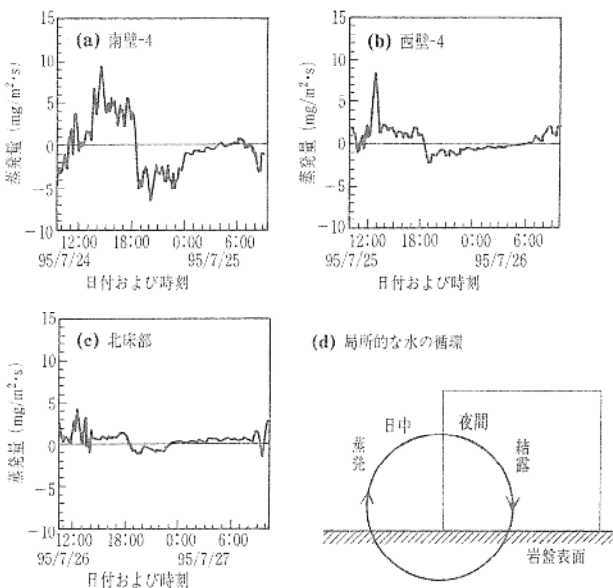 (a) 南壁-4
蒸発量 (mg/m²·s)
15
10
5
0
−5
−10
12:00 18:00 0:00 6:00
95/7/24 95/7/25
日付および時刻
(b) 西壁-4
蒸発量 (mg/m²·s)
15
10
5
0
−5
−10
12:00 18:00 0:00 6:00
95/7/25 95/7/26
日付および時刻
(c) 北床部
蒸発量 (mg/m²·s)
15
10
5
0
−5
−10
12:00 18:00 0:00 6:00
95/7/26 95/7/27
日付および時刻
(d) 局所的な水の循環
日中 夜間
蒸発
結露
岩盤表面